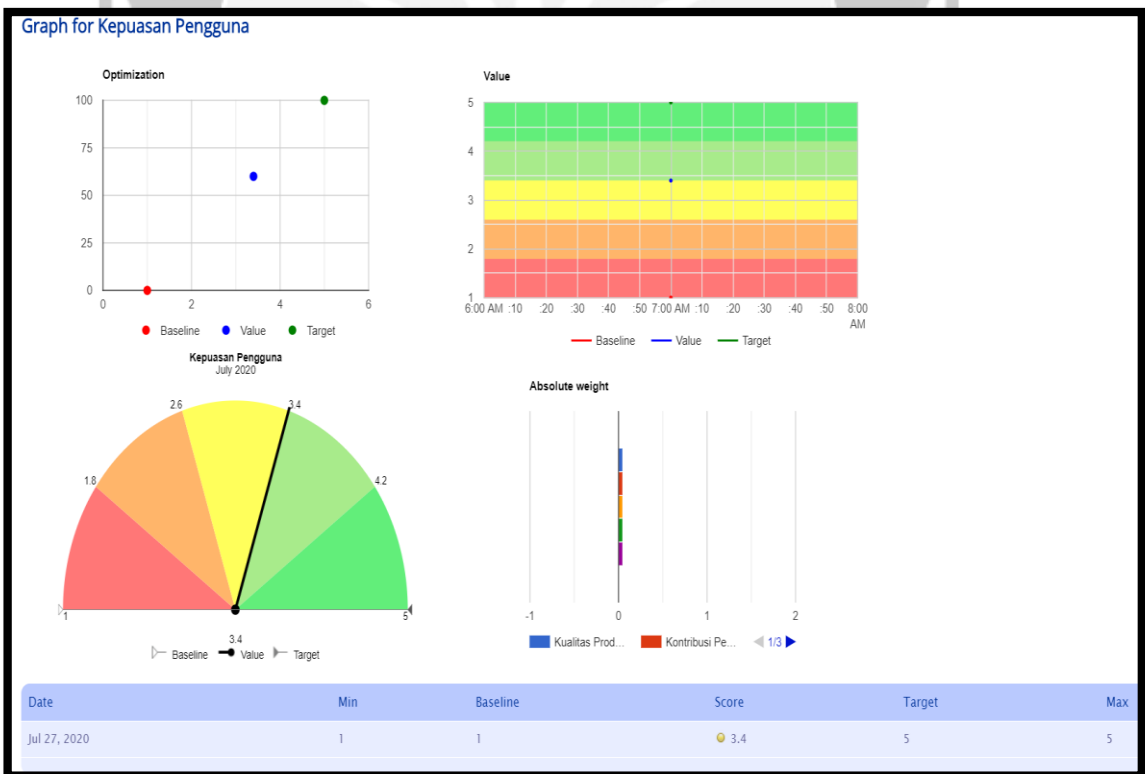 Graph for Kepuasan Pengguna
Optimization
100
75
50
25
0
0 2 4 6
Baseline Value Target
Value
5
4
3
2
1
6:00 AM :10 :20 :30 :40 :50 7:00 AM :10 :20 :30 :40 :50 8:00
AM
Baseline Value Target
Kepuasan Pengguna
July 2020
2.6 3.4
1.8 4.2
1 5
3.4
Baseline Value Target
Absolute weight
-1 0 1 2
Kualitas Prod... Kontribusi Pe... 1/3
Date Min Baseline Score Target Max
Jul 27, 2020 1 1 3.4 5 5